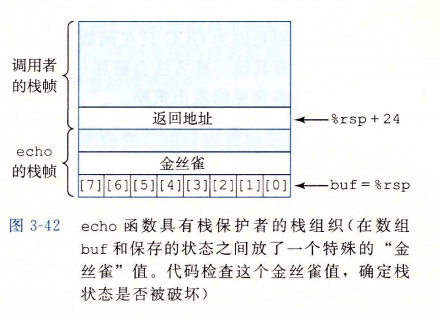 调用者
的栈帧
返回地址
%rsp+24
echo
的栈帧
金丝雀
[7][6][5][4][3][2][1][0]
buf=%rsp
图 3-42 echo 函数具有栈保护者的栈组织(在数组
buf 和保存的状态之间放了一个特殊的“金
丝雀”值。代码检查这个金丝雀值，确定栈
状态是否被破坏)